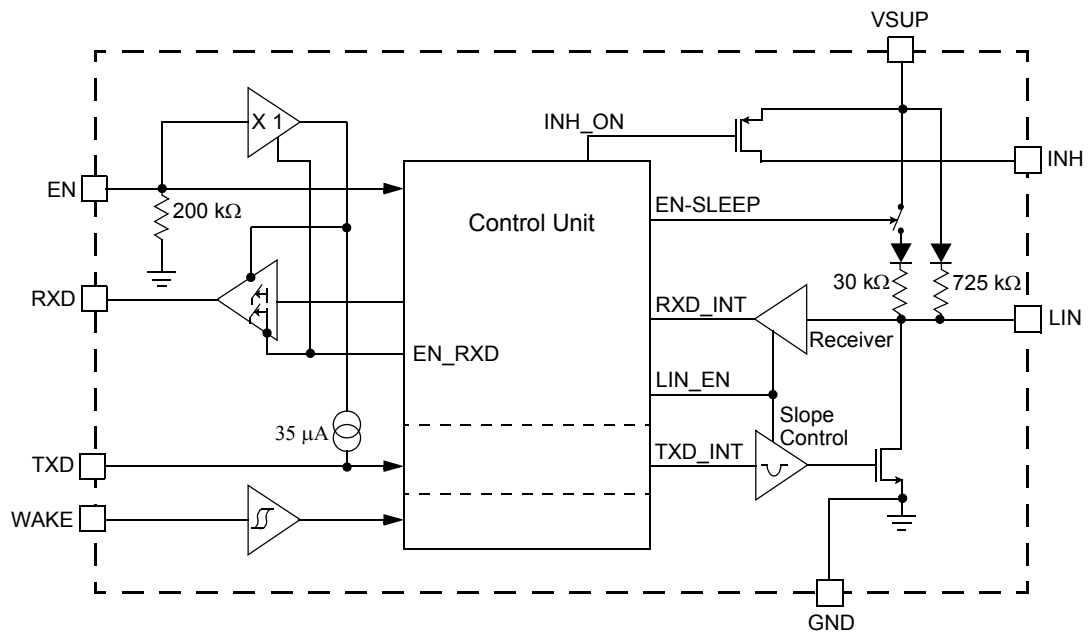 VSUP
X 1
INH_ON
INH
EN
200 kΩ
Control Unit
EN-SLEEP
RXD
30 kΩ
725 kΩ
RXD_INT
LIN
Receiver
EN_RXD
LIN_EN
35 μA
Slope
Control
TXD
TXD_INT
WAKE
GND